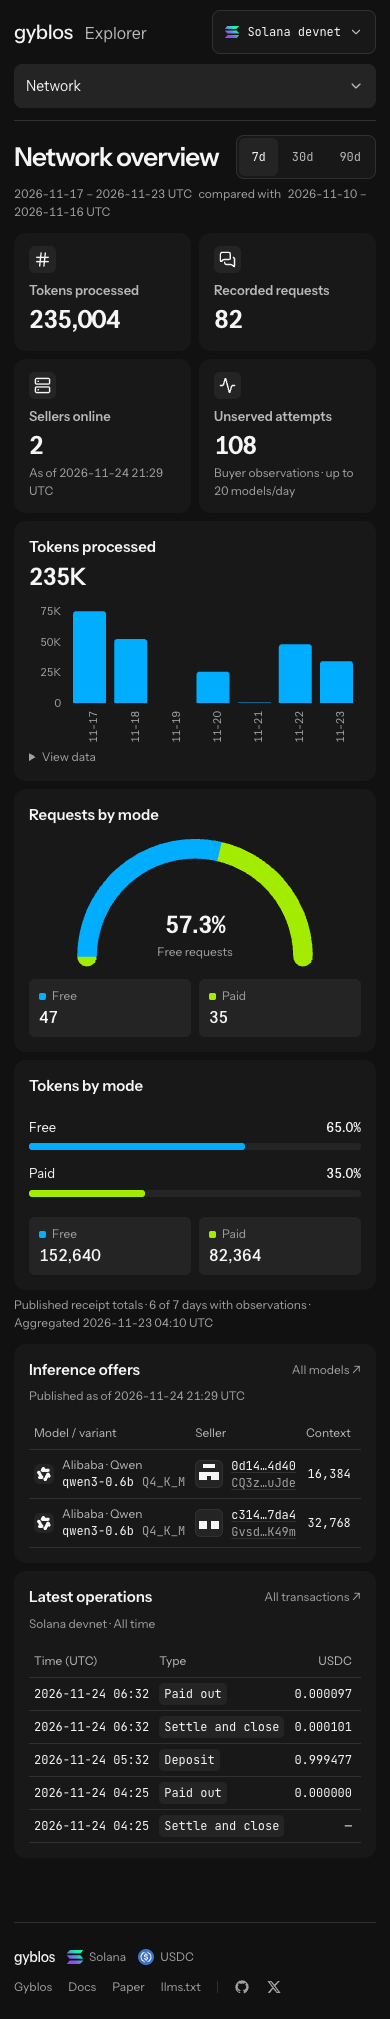 gyblos Explorer
Solana devnet
Network
Network overview
7d 30d 90d
2026-11-17 – 2026-11-23 UTC compared with 2026-11-10 –
2026-11-16 UTC
Tokens processed
235,004
Recorded requests
82
Sellers online
2
As of 2026-11-24 21:29
UTC
Unserved attempts
108
Buyer observations · up to
20 models/day
Tokens processed
235K
75K
50K
25K
0
11-17 11-18 11-19 11-20 11-21 11-22 11-23
View data
Requests by mode
57.3%
Free requests
Free
47
Paid
35
Tokens by mode
Free 65.0%
Paid 35.0%
Free
152,640
Paid
82,364
Published receipt totals · 6 of 7 days with observations ·
Aggregated 2026-11-23 04:10 UTC
Inference offers All models ↗
Published as of 2026-11-24 21:29 UTC
Model / variant Seller Context
Alibaba · Qwen 0d14…4d40
qwen3-0.6b Q4_K_M CQ3z…uJde 16,384
Alibaba · Qwen c314…7da4
qwen3-0.6b Q4_K_M Gvsd…K49m 32,768
Latest operations All transactions ↗
Solana devnet · All time
Time (UTC) Type USDC
2026-11-24 06:32 Paid out 0.000097
2026-11-24 06:32 Settle and close 0.000101
2026-11-24 05:32 Deposit 0.999477
2026-11-24 04:25 Paid out 0.000000
2026-11-24 04:25 Settle and close —
gyblos Solana USDC
Gyblos Docs Paper llms.txt